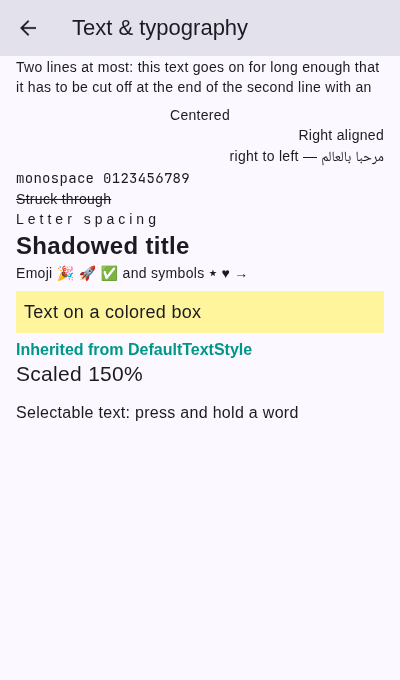 Text & typography
Two lines at most: this text goes on for long enough that
it has to be cut off at the end of the second line with an
Centered
Right aligned
right to left — مرحبا بالعالم
monospace 0123456789
Struck through
Letter spacing
Shadowed title
Emoji 🎉 🚀 ✅ and symbols ★ ♥ →
Text on a colored box
Inherited from DefaultTextStyle
Scaled 150%
Selectable text: press and hold a word